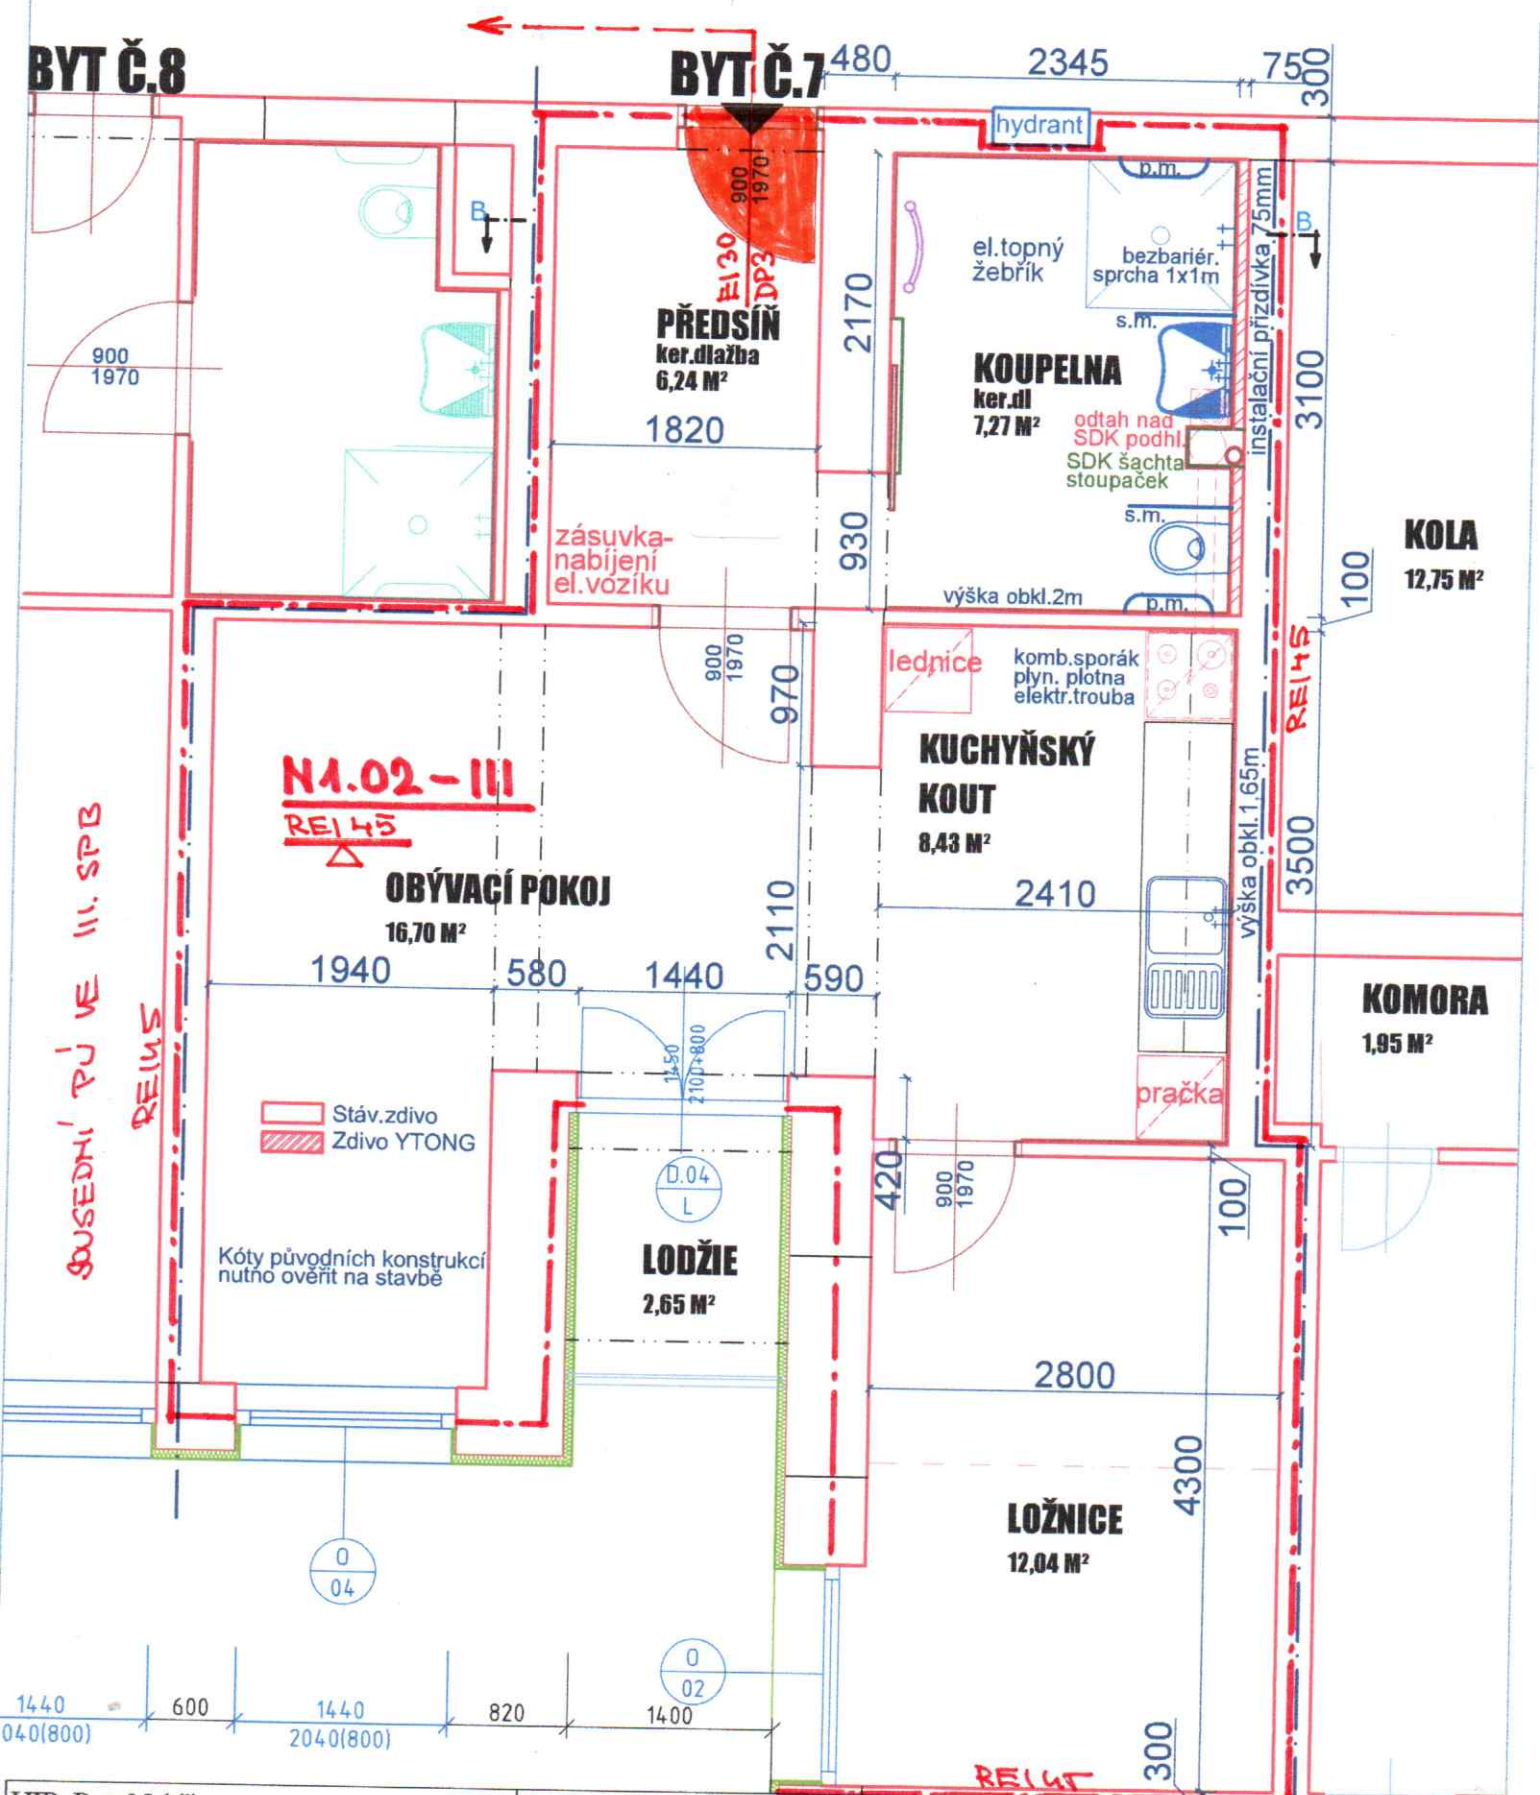 BYT Č.8
BYT Č.7
480
2345
75
300
hydrant
p.m.
900
1970
EI30
DP3
B
B
el.topný
žebřík
bezbariér.
sprcha 1x1m
instalační přizdívka 75mm
s.m.
PŘEDSÍŇ
ker.dlažba
6,24 M²
2170
KOUPELNA
ker.dl
7,27 M²
3100
900
1970
1820
odtah nad
SDK podhl.
SDK šachta
stoupaček
s.m.
930
zásuvka-
nabíjení
el.vozíku
výška obkl.2m
p.m.
KOLA
12,75 M²
100
REI45
900
1970
970
lednice
komb.sporák
plyn. plotna
elektr.trouba
KUCHYŇSKÝ
KOUT
8,43 M²
N1.02-III
REI 45
SOUSEDNÍ PÚ VE III. SPB
REI45
OBÝVACÍ POKOJ
16,70 M²
2110
2410
výška obkl.1,65m
3500
1940
580
1440
590
1450
2100+800
KOMORA
1,95 M²
pračka
Stáv.zdivo
Zdivo YTONG
D.04
L
420
900
1970
100
Kóty původních konstrukcí
nutno ověřit na stavbě
LODŽIE
2,65 M²
2800
4300
LOŽNICE
12,04 M²
O
04
O
02
1440
040(800)
600
1440
2040(800)
820
1400
300
REI45